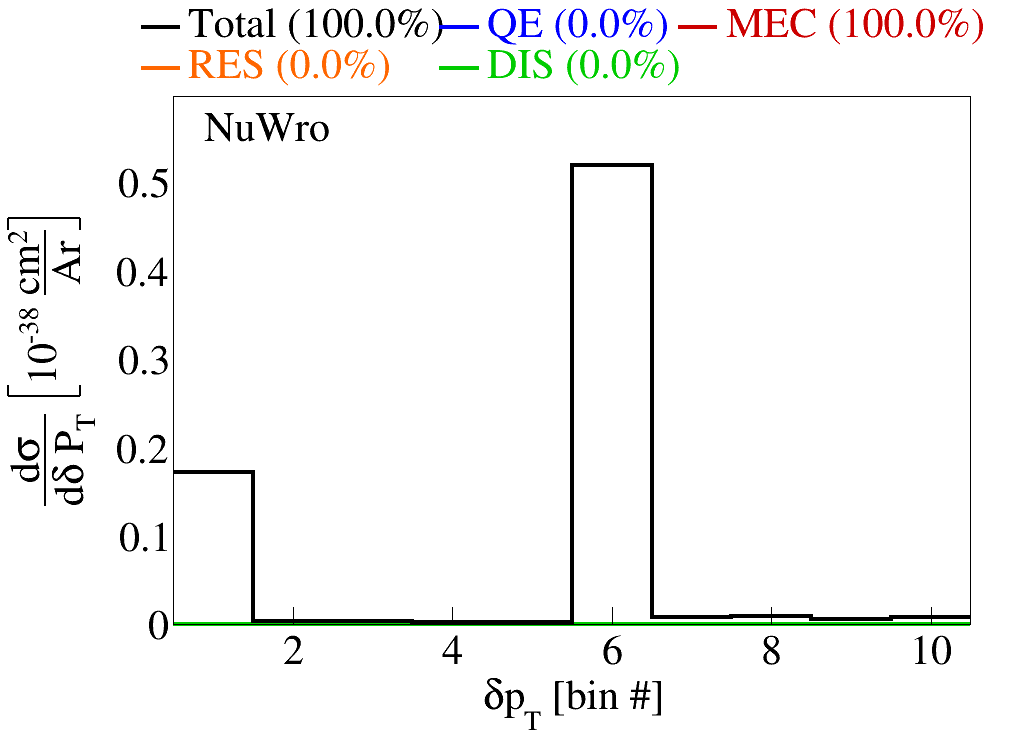 Total (100.0%) QE (0.0%) MEC (100.0%)
RES (0.0%) DIS (0.0%)
NuWro
0.5
0.4
0.3
0.2
0.1
0
2 4 6 8 10
δp_T [bin #]
dσ/dδ P_T [10^-38 cm^2/Ar]